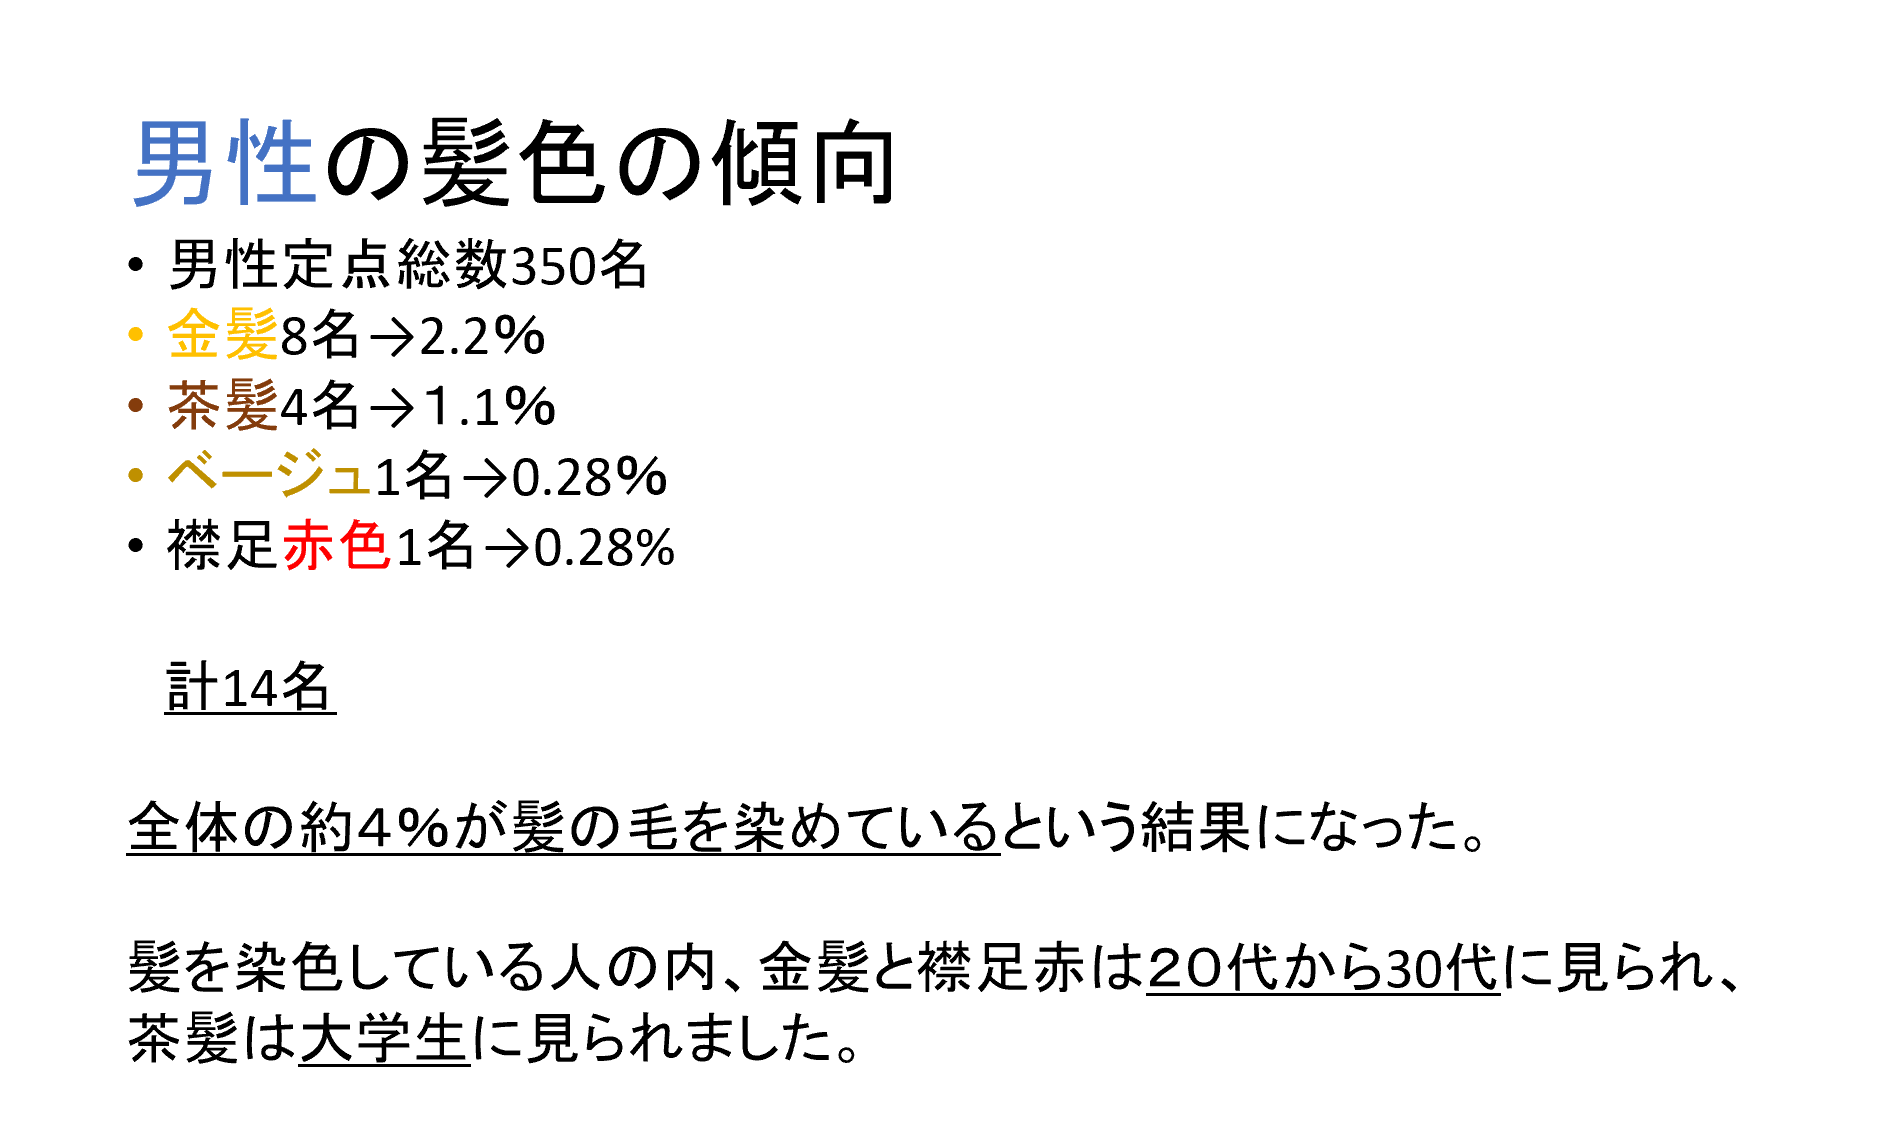 男性の髪色の傾向
• 男性定点総数350名
• 金髪8名→2.2％
• 茶髪4名→１.1％
• ベージュ1名→0.28％
• 襟足赤色1名→0.28%
計14名
全体の約４％が髪の毛を染めているという結果になった。
髪を染色している人の内、金髪と襟足赤は２０代から30代に見られ、
茶髪は大学生に見られました。